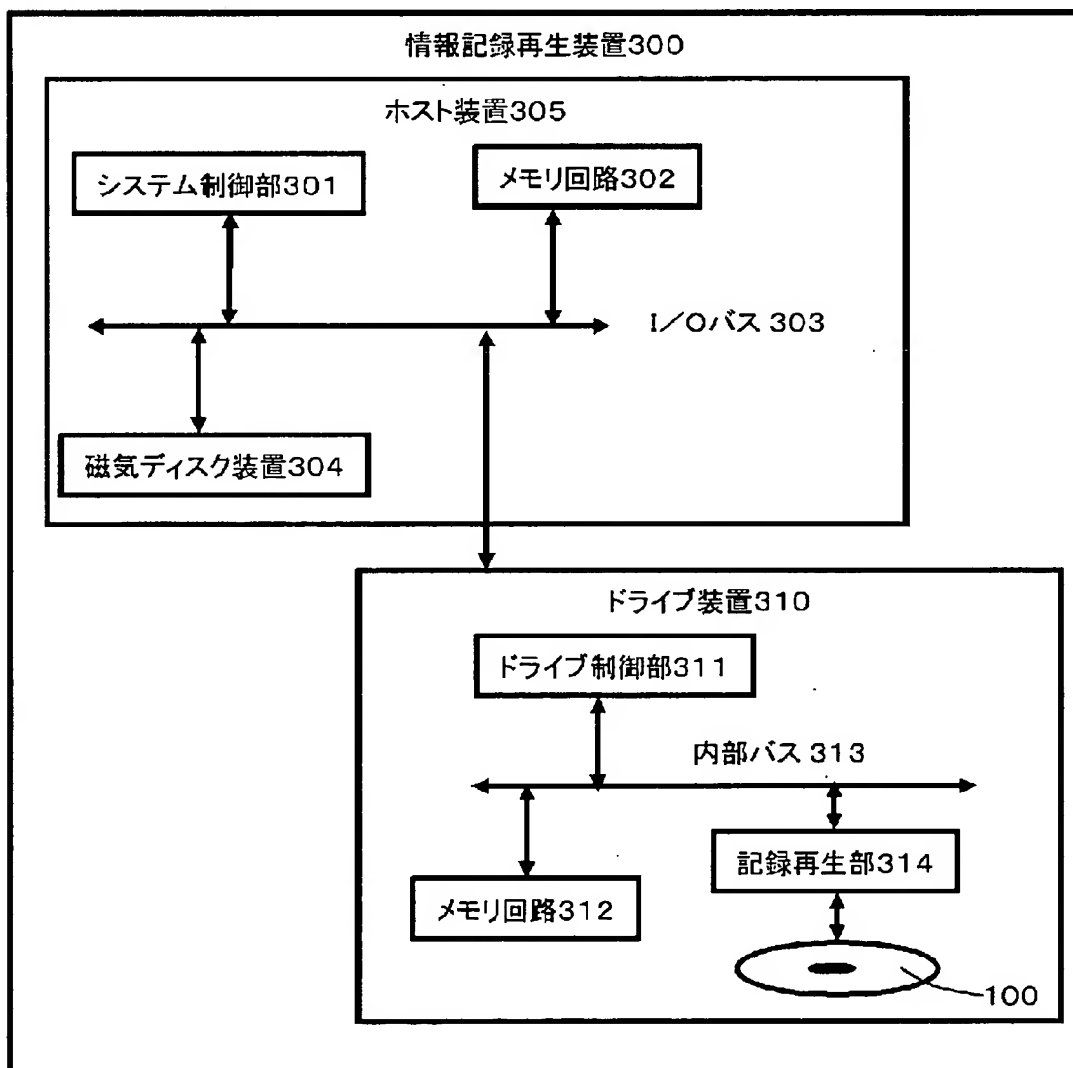 情報記録再生装置300
ホスト装置305
システム制御部301
メモリ回路302
I/Oバス 303
磁気ディスク装置304
ドライブ装置310
ドライブ制御部311
内部バス 313
記録再生部314
メモリ回路312
100